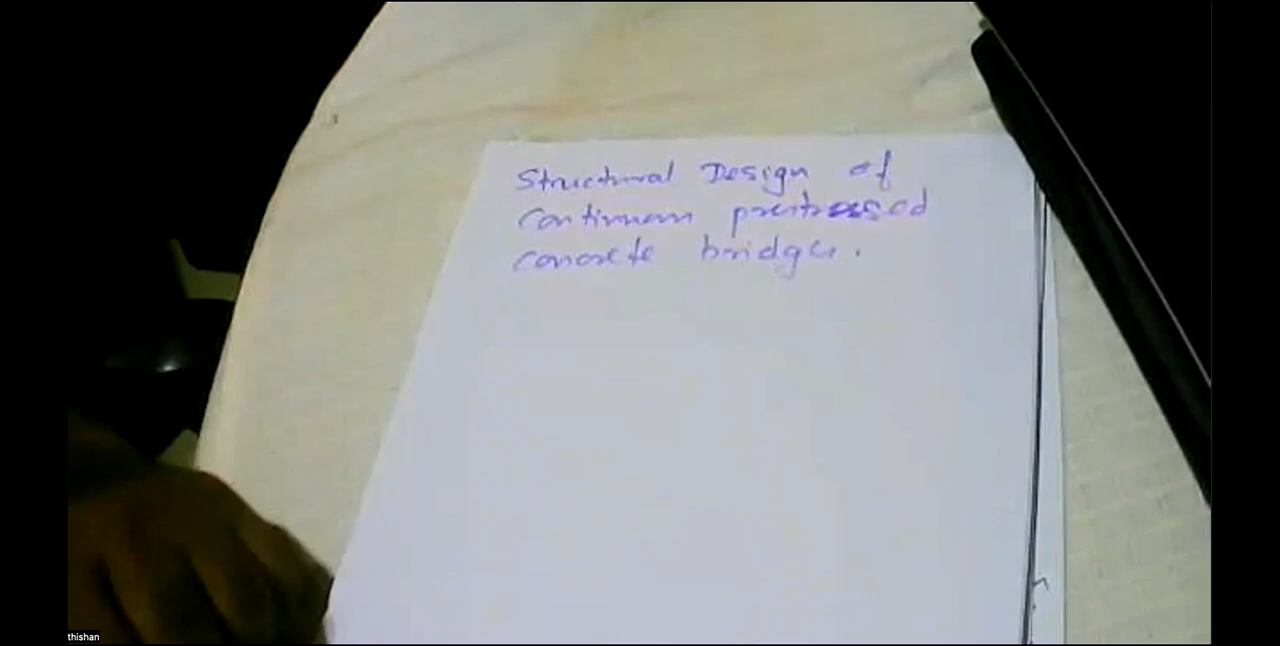 Structural Design of
Continuous prestressed
concrete bridges.
thishan